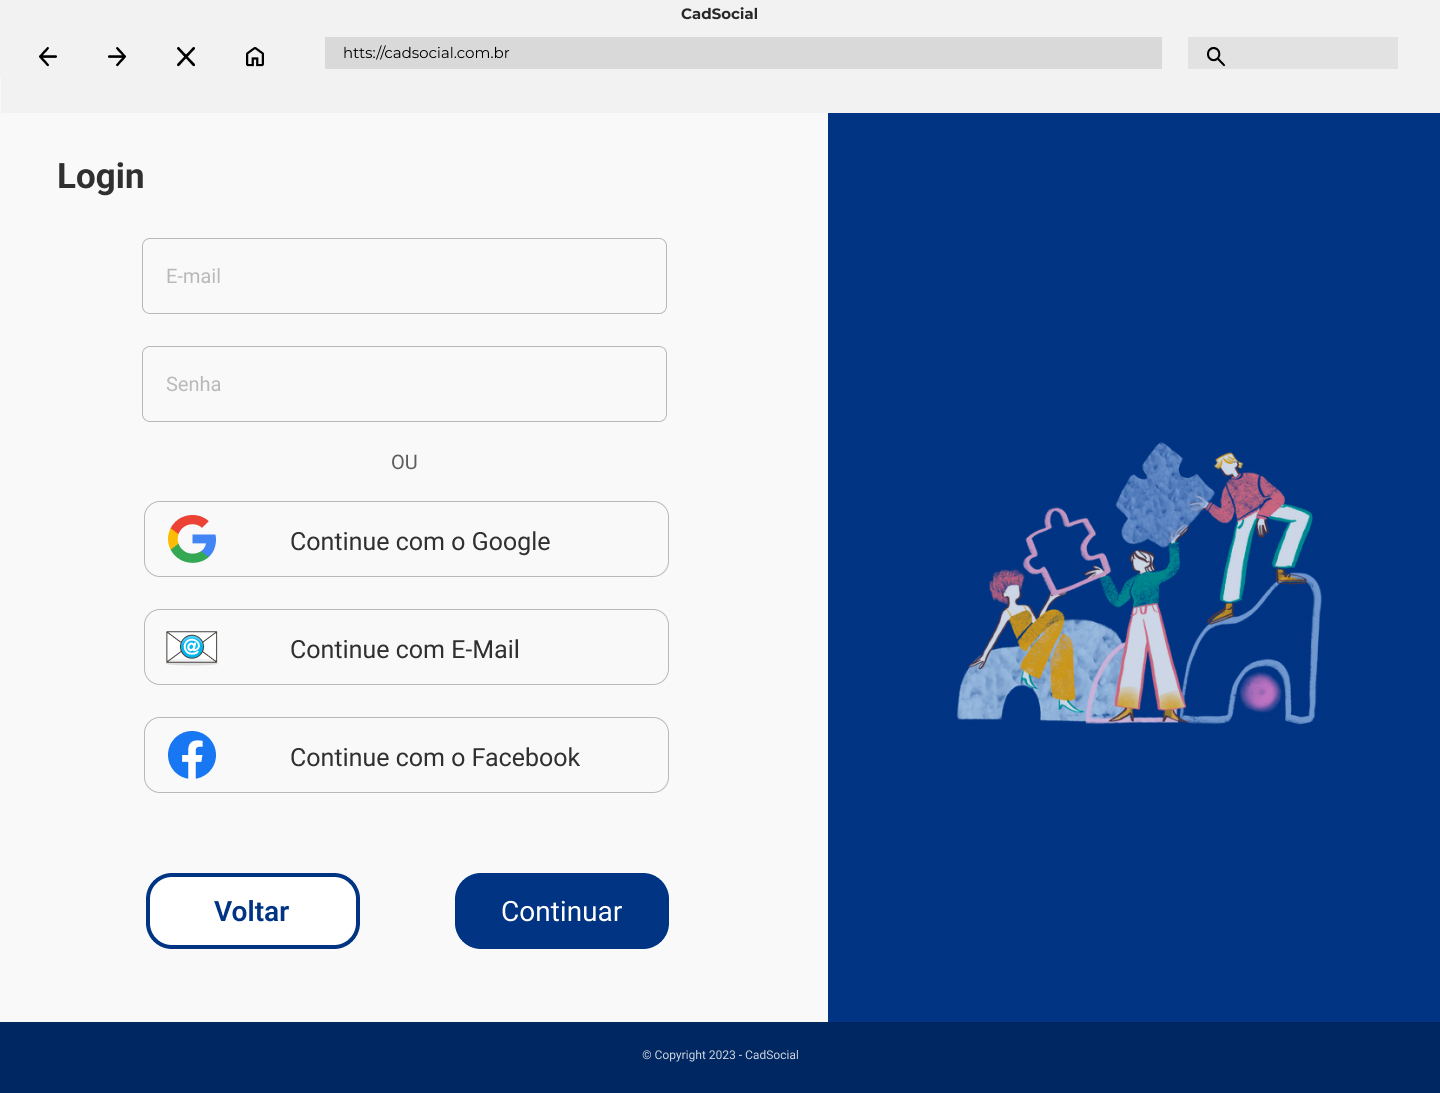 CadSocial
htts://cadsocial.com.br
Login
E-mail
Senha
OU
Continue com o Google
@
Continue com E-Mail
Continue com o Facebook
Voltar
Continuar
© Copyright 2023 - CadSocial